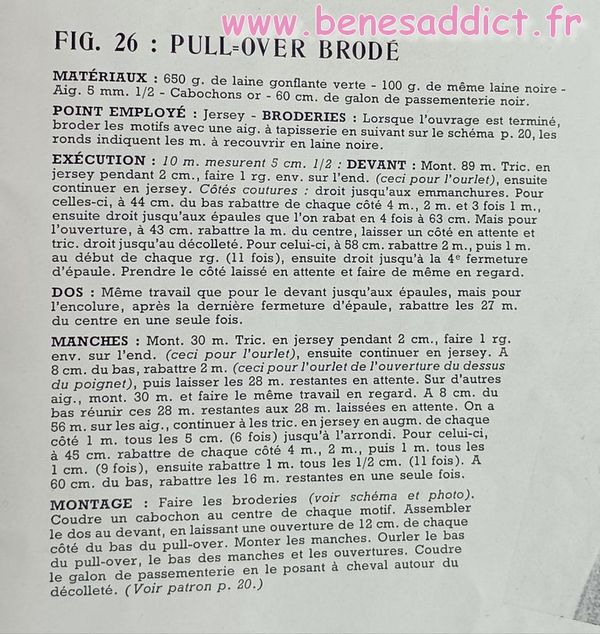 www.benesaddict.fr
FIG. 26 : PULL=OVER BRODÉ
MATÉRIAUX : 650 g. de laine gonflante verte - 100 g. de même laine noire -
Aig. 5 mm. 1/2 - Cabochons or - 60 cm. de galon de passementerie noir.
POINT EMPLOYÉ : Jersey - BRODERIES : Lorsque l'ouvrage est terminé,
broder les motifs avec une aig. à tapisserie en suivant sur le schéma p. 20, les
ronds indiquent les m. à recouvrir en laine noire.
EXÉCUTION : 10 m. mesurent 5 cm. 1/2 : DEVANT : Mont. 89 m. Tric. en
jersey pendant 2 cm., faire 1 rg. env. sur l'end. (ceci pour l'ourlet), ensuite
continuer en jersey. Côtés coutures : droit jusqu'aux emmanchures. Pour
celles-ci, à 44 cm. du bas rabattre de chaque côté 4 m., 2 m. et 3 fois 1 m.,
ensuite droit jusqu'aux épaules que l'on rabat en 4 fois à 63 cm. Mais pour
l'ouverture, à 43 cm. rabattre la m. du centre, laisser un côté en attente et
tric. droit jusqu'au décolleté. Pour celui-ci, à 58 cm. rabattre 2 m., puis 1 m.
au début de chaque rg. (11 fois), ensuite droit jusqu'à la 4e fermeture
d'épaule. Prendre le côté laissé en attente et faire de même en regard.
DOS : Même travail que pour le devant jusqu'aux épaules, mais pour
l'encolure, après la dernière fermeture d'épaule, rabattre les 27 m.
du centre en une seule fois.
MANCHES : Mont. 30 m. Tric. en jersey pendant 2 cm., faire 1 rg.
env. sur l'end. (ceci pour l'ourlet), ensuite continuer en jersey. A
8 cm. du bas, rabattre 2 m. (ceci pour l'ourlet de l'ouverture du dessus
du poignet), puis laisser les 28 m. restantes en attente. Sur d'autres
aig., mont. 30 m. et faire le même travail en regard. A 8 cm. du
bas réunir ces 28 m. restantes aux 28 m. laissées en attente. On a
56 m. sur les aig., continuer à les tric. en jersey en augm. de chaque
côté 1 m. tous les 5 cm. (6 fois) jusqu'à l'arrondi. Pour celui-ci,
à 45 cm. rabattre de chaque côté 4 m., 2 m., puis 1 m. tous les
1 cm. (9 fois), ensuite rabattre 1 m. tous les 1/2 cm. (11 fois). A
60 cm. du bas, rabattre les 16 m. restantes en une seule fois.
MONTAGE : Faire les broderies (voir schéma et photo).
Coudre un cabochon au centre de chaque motif. Assembler
le dos au devant, en laissant une ouverture de 12 cm. de chaque
côté du bas du pull-over. Monter les manches. Ourler le bas
du pull-over, le bas des manches et les ouvertures. Coudre
le galon de passementerie en le posant à cheval autour du
décolleté. (Voir patron p. 20.)